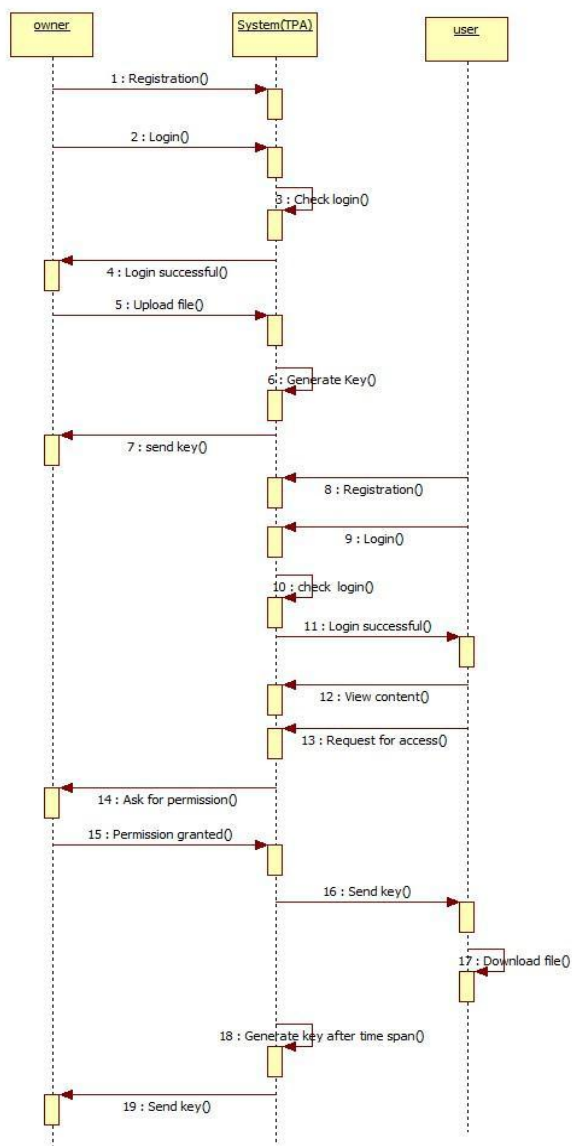 owner
System(TPA)
user
1 : Registration()
2 : Login()
3 : Check login()
4 : Login successful()
5 : Upload file()
6 : Generate Key()
7 : send key()
8 : Registration()
9 : Login()
10 : check login()
11 : Login successful()
12 : View content()
13 : Request for access()
14 : Ask for permission()
15 : Permission granted()
16 : Send key()
17 : Download file()
18 : Generate key after time span()
19 : Send key()